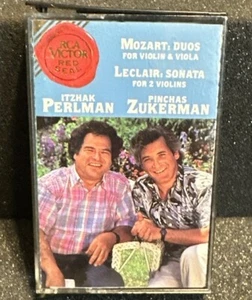 RCA
VICTOR
RED
SEAL
MOZART: DUOS
FOR VIOLIN & VIOLA
LECLAIR: SONATA
FOR 2 VIOLINS
ITZHAK
PERLMAN
PINCHAS
ZUKERMAN